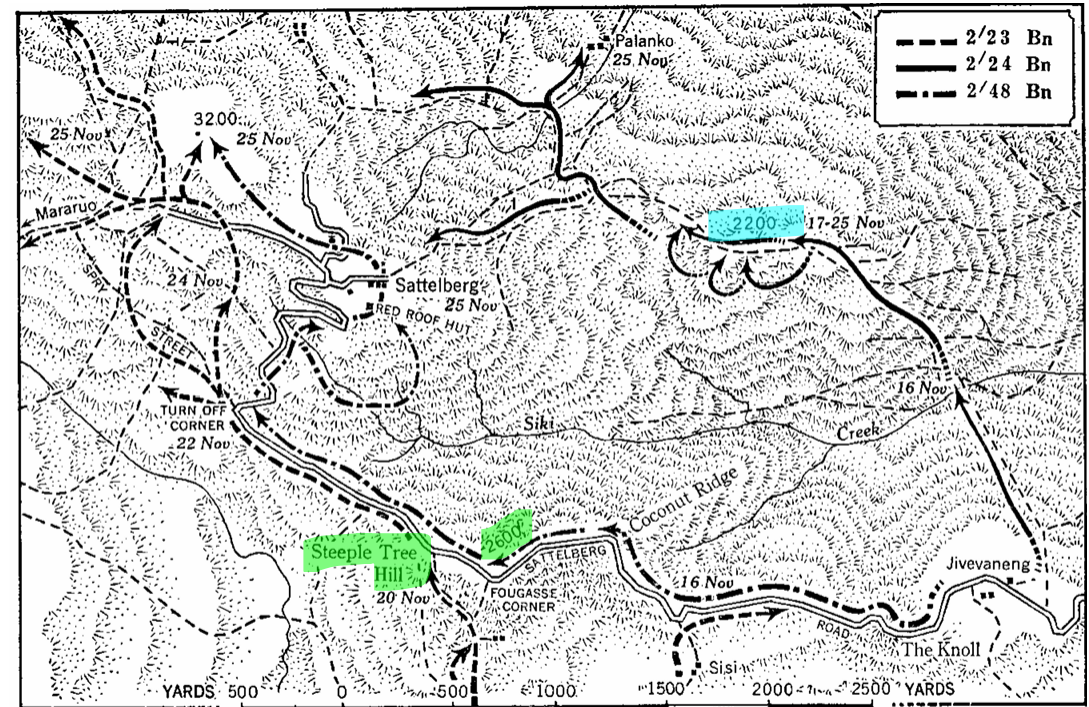 2/23 Bn
2/24 Bn
2/48 Bn
Palanko
25 Nov
3200
25 Nov
25 Nov
Mararuo
2200
17-25 Nov
24 Nov
Sattelberg
25 Nov
RED ROOF HUT
SPRY
STREET
16 Nov
TURN OFF
CORNER
22 Nov
Siki
Creek
Coconut Ridge
2600
Steeple Tree
Hill
20 Nov
SATTELBERG
FOUGASSE
CORNER
16 Nov
Jivevaneng
ROAD
The Knoll
Sisi
YARDS 500 0 500 1000 1500 2000 2500 YARDS